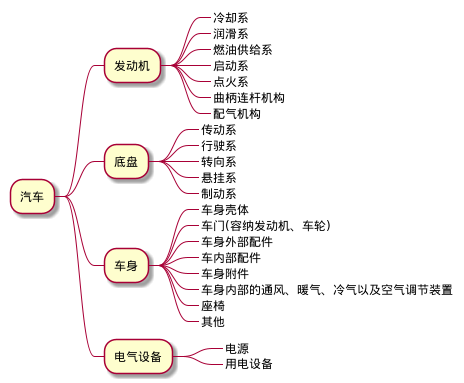 汽车
发动机
冷却系
润滑系
燃油供给系
启动系
点火系
曲柄连杆机构
配气机构
底盘
传动系
行驶系
转向系
悬挂系
制动系
车身
车身壳体
车门(容纳发动机、车轮)
车身外部配件
车内部配件
车身附件
车身内部的通风、暖气、冷气以及空气调节装置
座椅
其他
电气设备
电源
用电设备